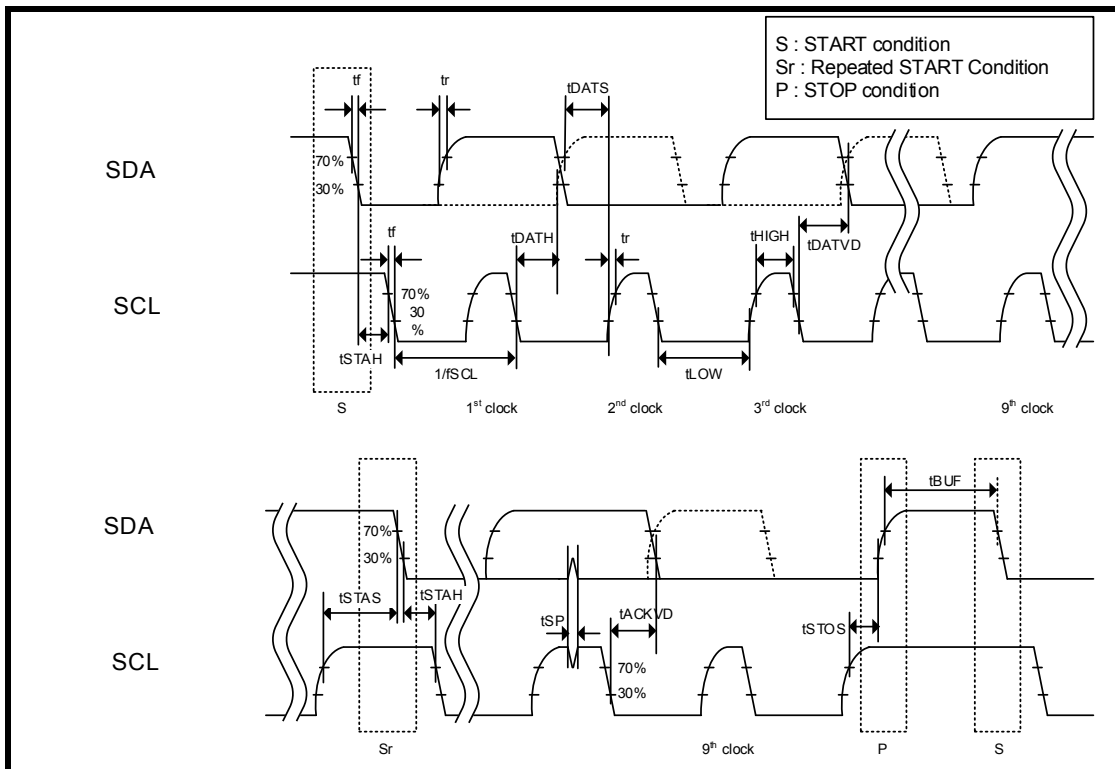 S : START condition
Sr : Repeated START Condition
P : STOP condition
tf
tr
tDATS
SDA
70%
30%
tf
tDATH
tr
tHIGH
tDATVD
SCL
70%
30
%
tSTAH
1/fSCL
tLOW
S
1st clock
2nd clock
3rd clock
9th clock
tBUF
SDA
70%
30%
tSTAS
tSTAH
tSP
tACKVD
tSTOS
SCL
70%
30%
Sr
9th clock
P
S